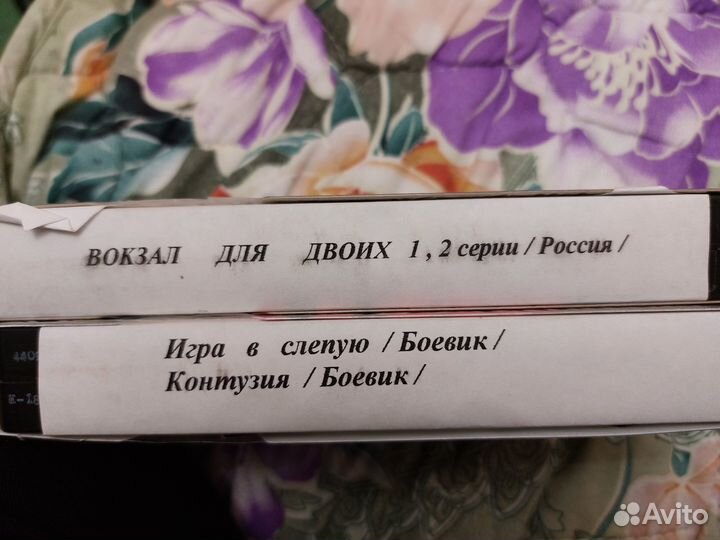 ВОКЗАЛ ДЛЯ ДВОИХ 1 , 2 серии / Россия /
Игра в слепую / Боевик /
Контузия / Боевик /
Avito